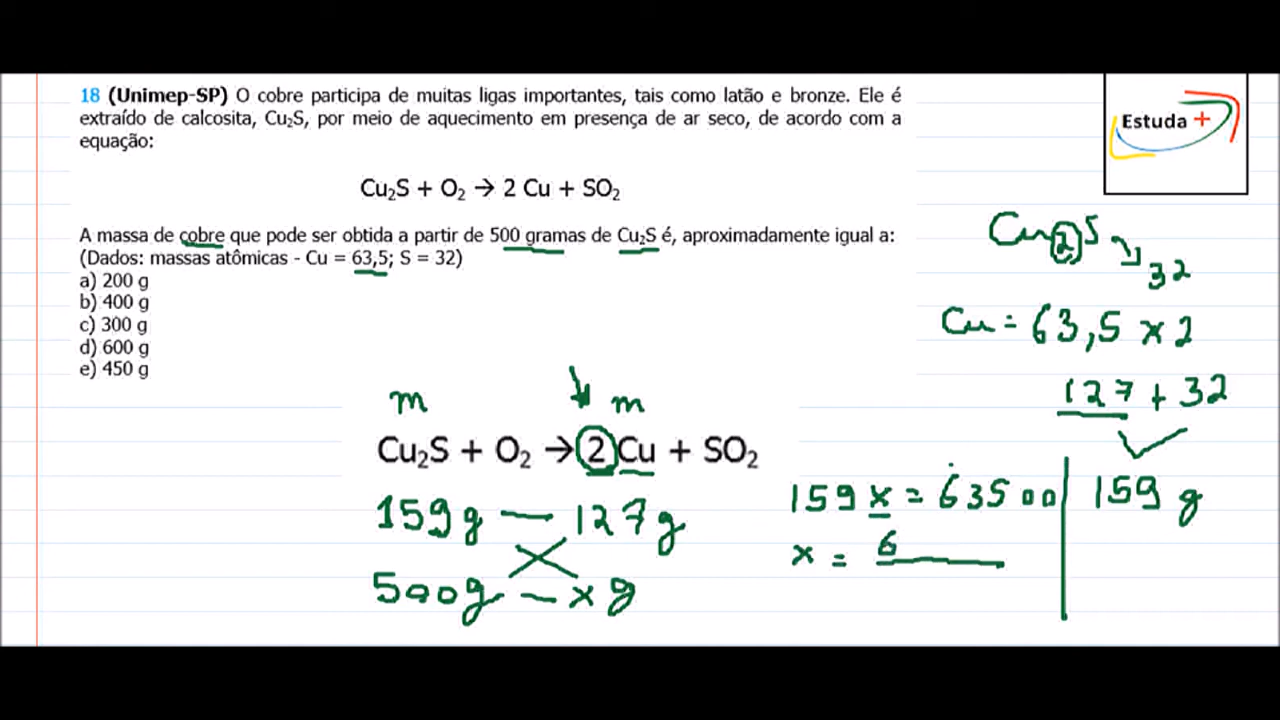 18 (Unimep-SP) O cobre participa de muitas ligas importantes, tais como latão e bronze. Ele é
extraído de calcosita, Cu₂S, por meio de aquecimento em presença de ar seco, de acordo com a
equação:
Cu₂S + O₂ → 2 Cu + SO₂
A massa de cobre que pode ser obtida a partir de 500 gramas de Cu₂S é, aproximadamente igual a:
(Dados: massas atômicas - Cu = 63,5; S = 32)
a) 200 g
b) 400 g
c) 300 g
d) 600 g
e) 450 g
m m
Cu₂S + O₂ → 2 Cu + SO₂
159g — 127g
500g — x g
Estuda +
Cu₂S
32
Cu = 63,5 x 2
127 + 32
159 g
159 x = 63500
x = 6